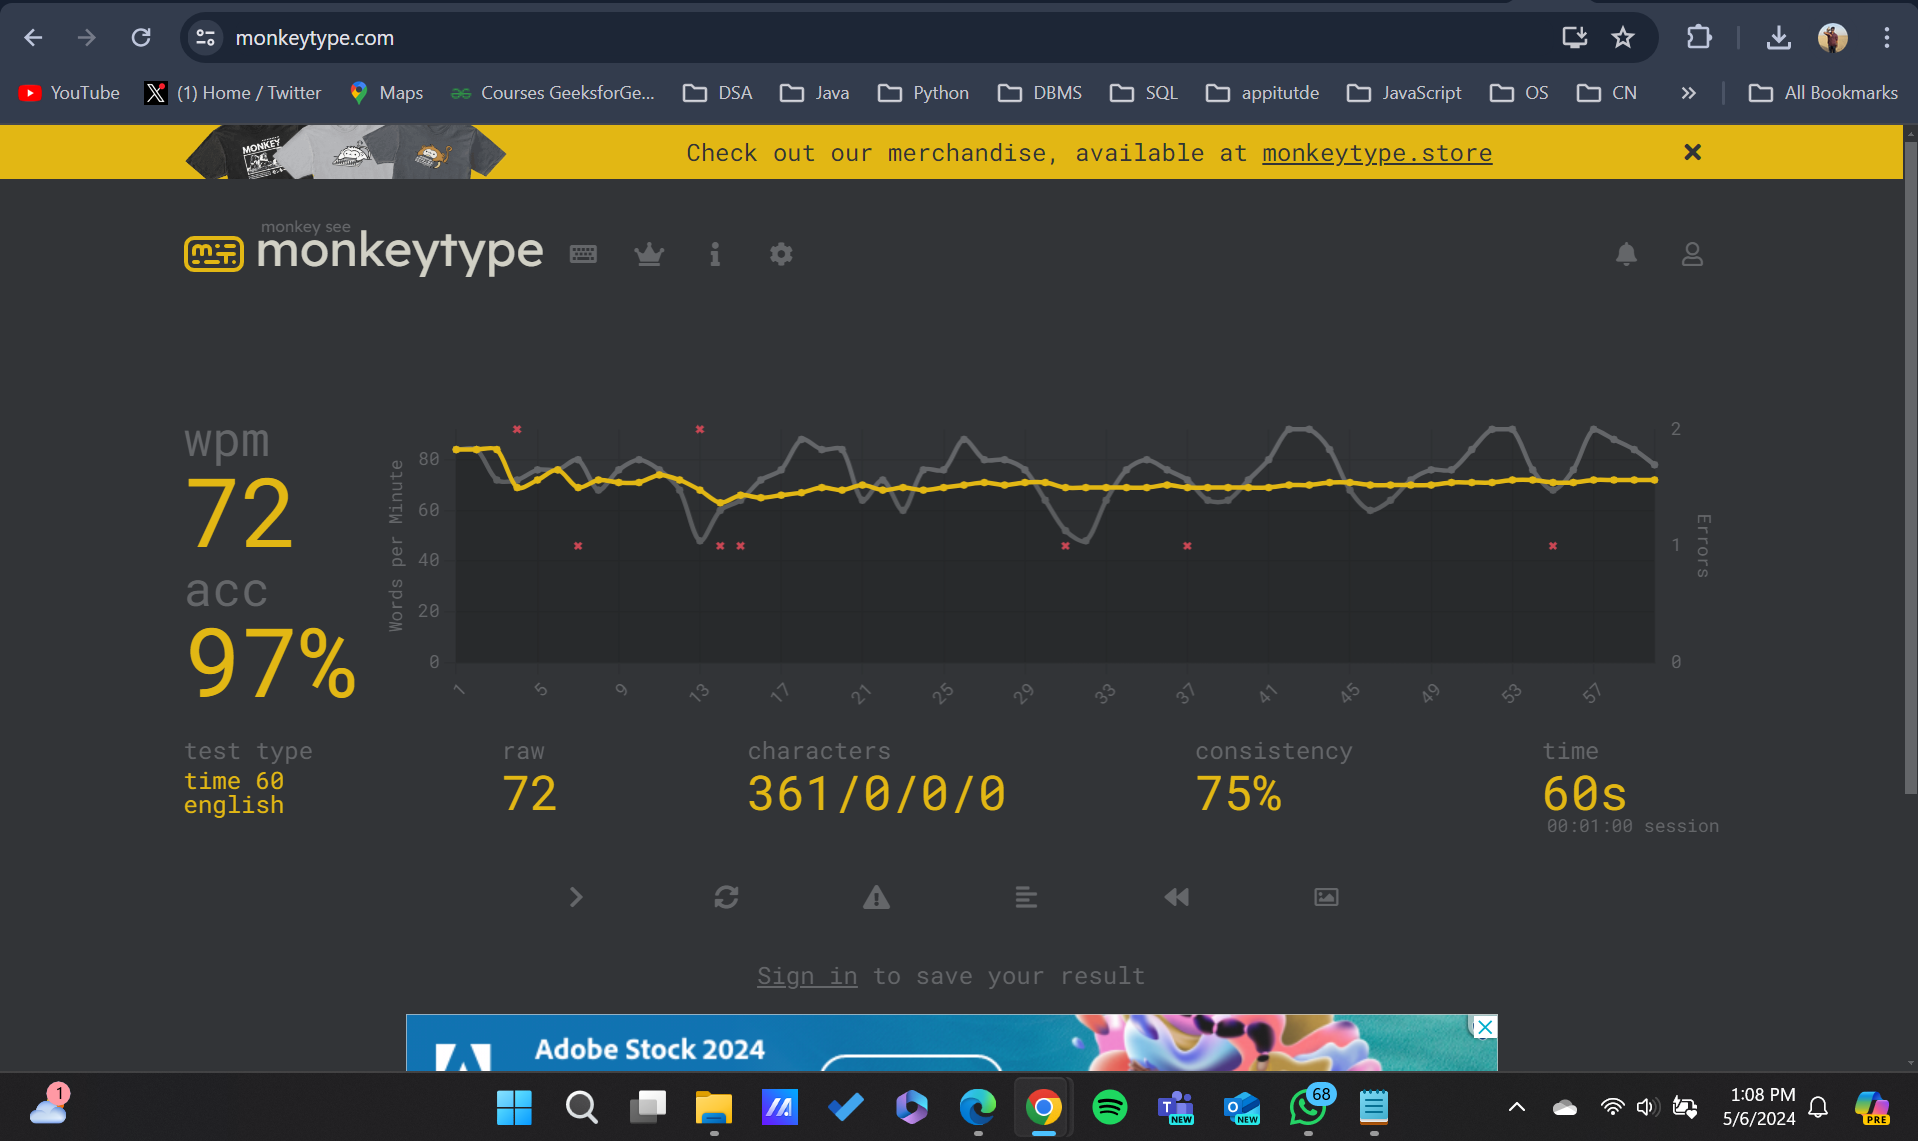 monkeytype.com
YouTube
(1) Home / Twitter
Maps
Courses GeeksforGe...
DSA
Java
Python
DBMS
SQL
appitutde
JavaScript
OS
CN
All Bookmarks
MONKEY
Check out our merchandise, available at monkeytype.store
monkey see
monkeytype
wpm
72
acc
97%
Words per Minute
80
60
40
20
0
1
5
9
13
17
21
25
29
33
37
41
45
49
53
57
2
1
0
Errors
test type
time 60
english
raw
72
characters
361/0/0/0
consistency
75%
time
60s
00:01:00 session
Sign in to save your result
Adobe Stock 2024
1
NEW
NEW
68
1:08 PM
5/6/2024
PRE